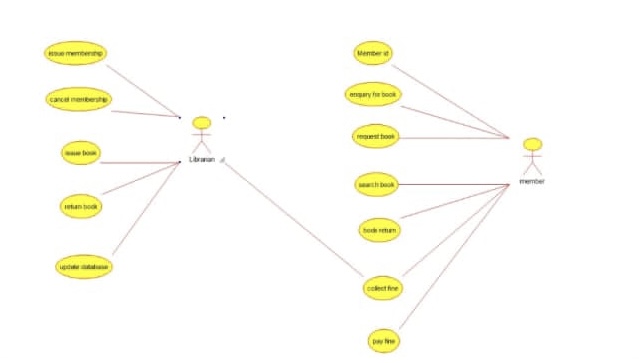 issue membership
cancel membership
issue book
return book
update database
Librarian
Member id
enquiry for book
request book
search book
book return
collect fine
pay fine
member